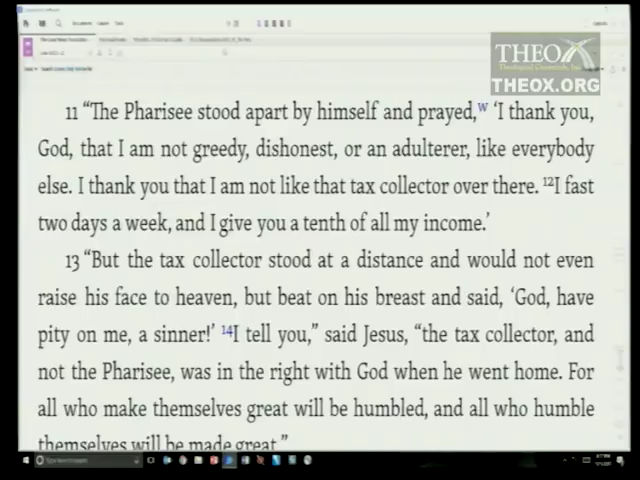 THEOX
THEOX.ORG
11 “The Pharisee stood apart by himself and prayed,w ‘I thank you,
God, that I am not greedy, dishonest, or an adulterer, like everybody
else. I thank you that I am not like that tax collector over there. 12I fast
two days a week, and I give you a tenth of all my income.’
13 “But the tax collector stood at a distance and would not even
raise his face to heaven, but beat on his breast and said, ‘God, have
pity on me, a sinner!’ 14I tell you,” said Jesus, “the tax collector, and
not the Pharisee, was in the right with God when he went home. For
all who make themselves great will be humbled, and all who humble
themselves will be made great.”